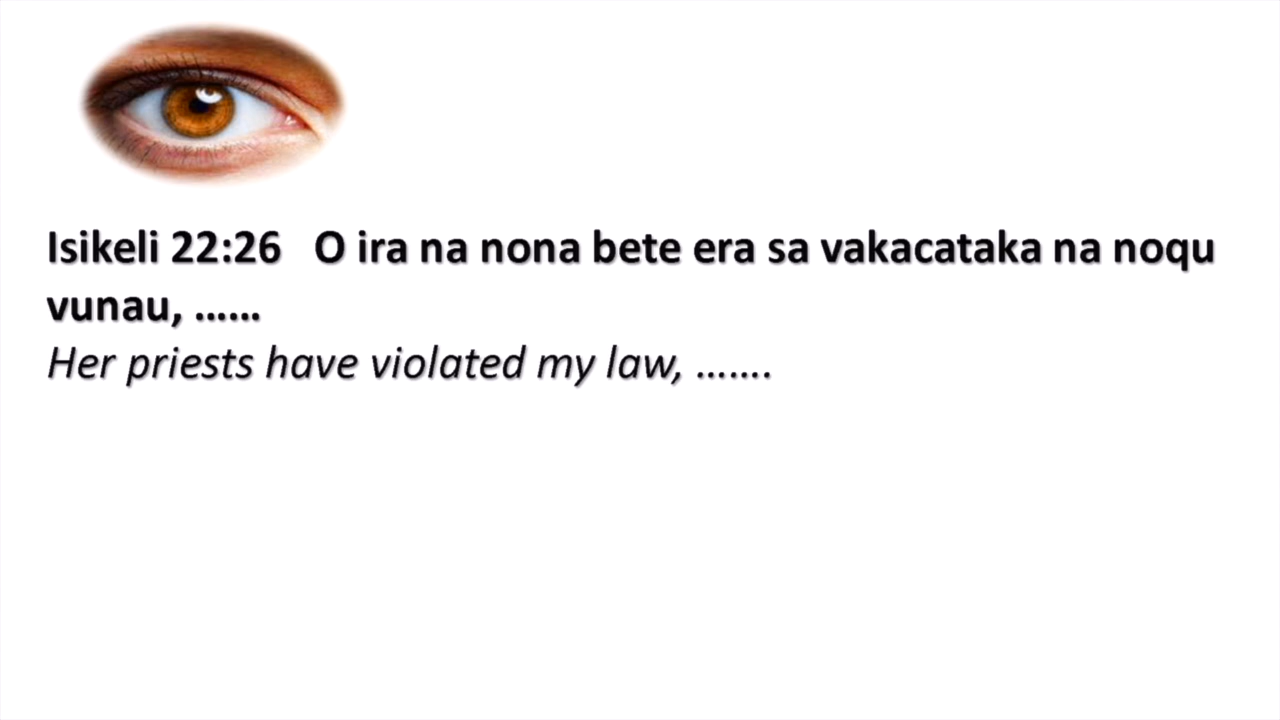 Isikeli 22:26   O ira na nona bete era sa vakacataka na noqu
vunau, ......
Her priests have violated my law, .......